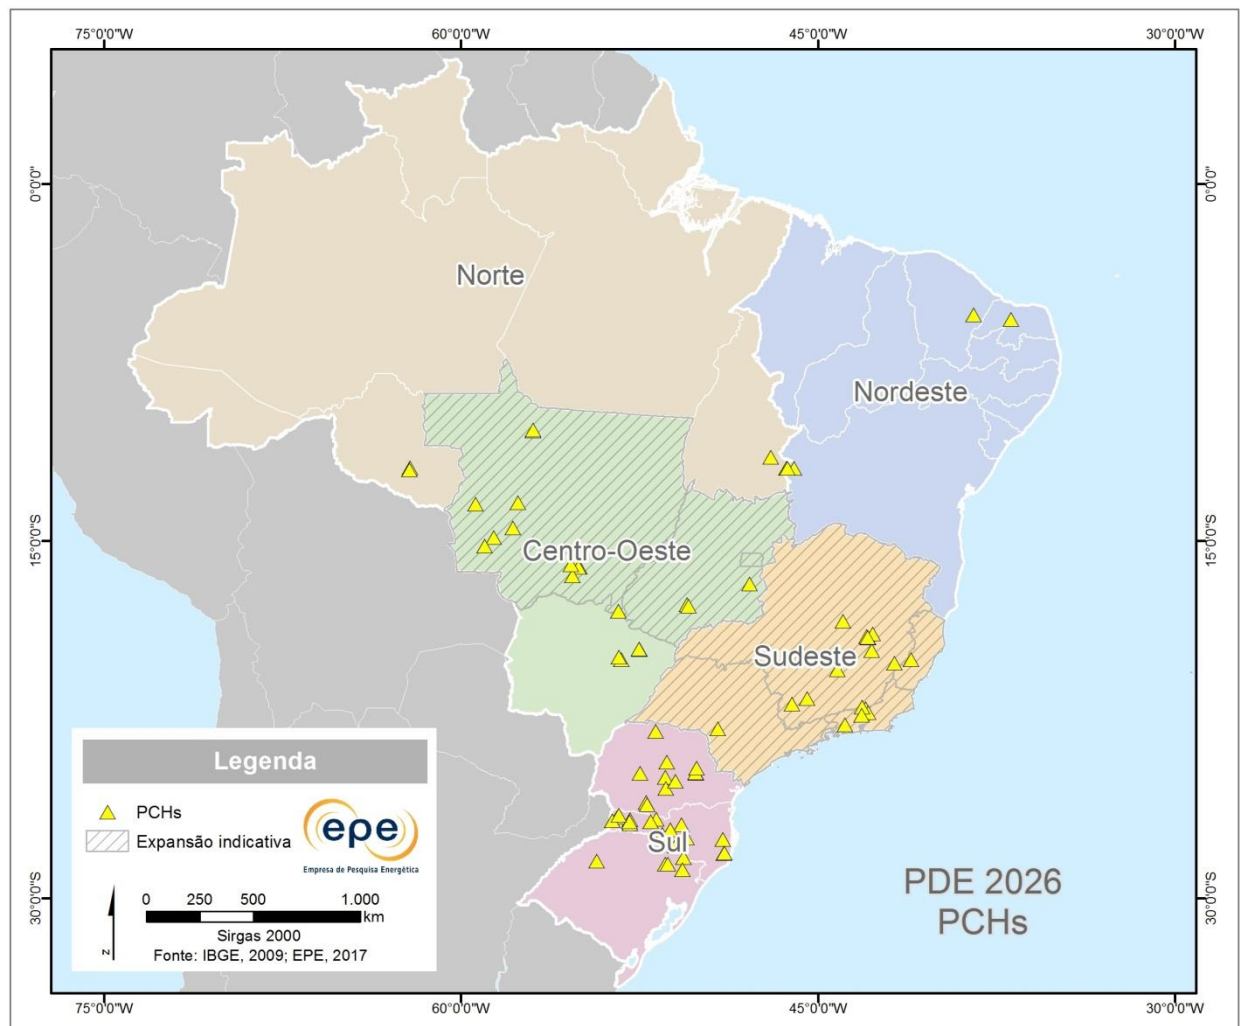 75°0'0"W 60°0'0"W 45°0'0"W 30°0'0"W
0°0'0" 0°0'0"
Norte
Nordeste
15°0'0"S 15°0'0"S
Centro-Oeste
Sudeste
Legenda
PCHs
Expansão indicativa
epe
Empresa de Pesquisa Energética
Sul
PDE 2026
PCHs
30°0'0"S 30°0'0"S
0 250 500 1.000
km
N
Sirgas 2000
Fonte: IBGE, 2009; EPE, 2017
75°0'0"W 60°0'0"W 45°0'0"W 30°0'0"W